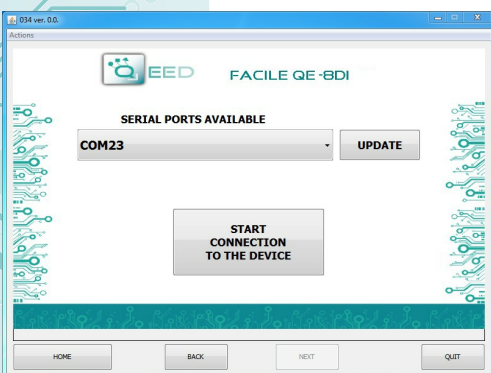 034 ver. 0.0.
Actions
QEED
FACILE QE-8DI
SERIAL PORTS AVAILABLE
COM23
UPDATE
START
CONNECTION
TO THE DEVICE
HOME
BACK
NEXT
QUIT